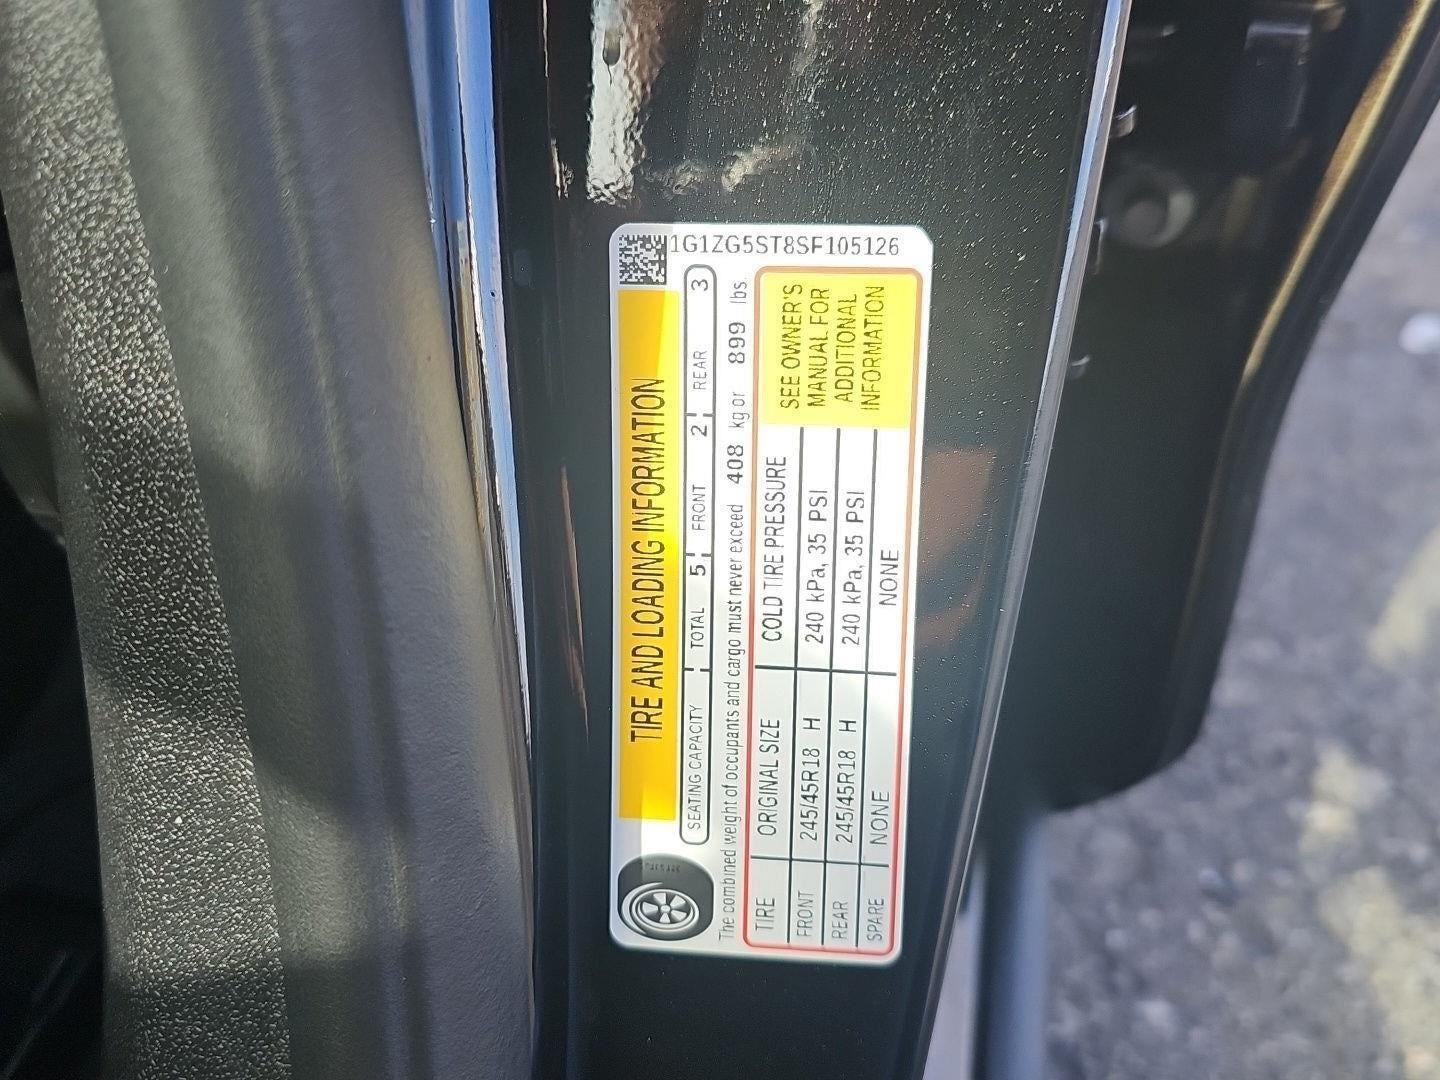 1G1ZG5ST8SF105126
TIRE AND LOADING INFORMATION
SEATING CAPACITY TOTAL 5 FRONT 2 REAR 3
The combined weight of occupants and cargo must never exceed 408 kg or 899 lbs
TIRE ORIGINAL SIZE COLD TIRE PRESSURE
FRONT 245/45R18 H 240 kPa, 35 PSI
REAR 245/45R18 H 240 kPa, 35 PSI
SPARE NONE NONE
SEE OWNER'S
MANUAL FOR
ADDITIONAL
INFORMATION